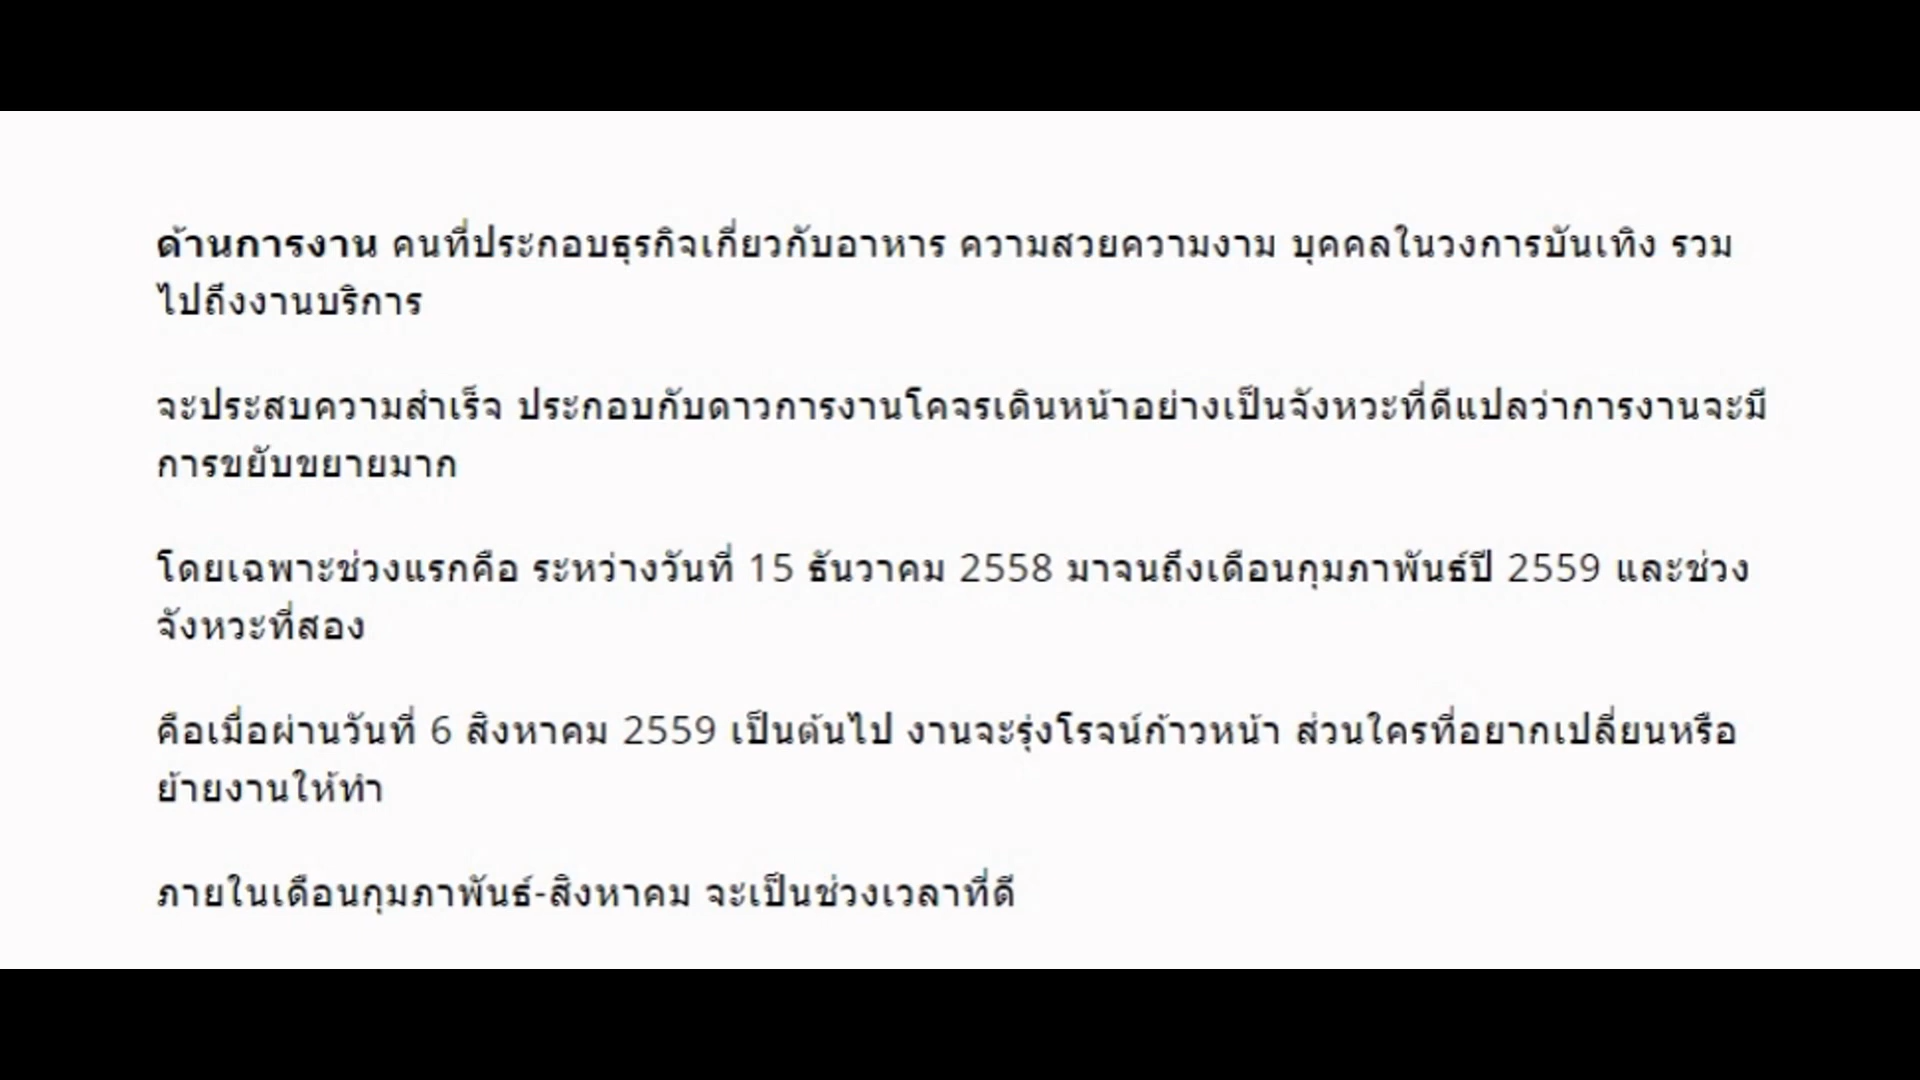 ด้านการงาน คนที่ประกอบธุรกิจเกี่ยวกับอาหาร ความสวยความงาม บุคคลในวงการบันเทิง รวม
ไปถึงงานบริการ
จะประสบความสำเร็จ ประกอบกับดาวการงานโคจรเดินหน้าอย่างเป็นจังหวะที่ดีแปลว่าการงานจะมี
การขยับขยายมาก
โดยเฉพาะช่วงแรกคือ ระหว่างวันที่ 15 ธันวาคม 2558 มาจนถึงเดือนกุมภาพันธ์ปี 2559 และช่วง
จังหวะที่สอง
คือเมื่อผ่านวันที่ 6 สิงหาคม 2559 เป็นต้นไป งานจะรุ่งโรจน์ก้าวหน้า ส่วนใครที่อยากเปลี่ยนหรือ
ย้ายงานให้ทำ
ภายในเดือนกุมภาพันธ์-สิงหาคม จะเป็นช่วงเวลาที่ดี